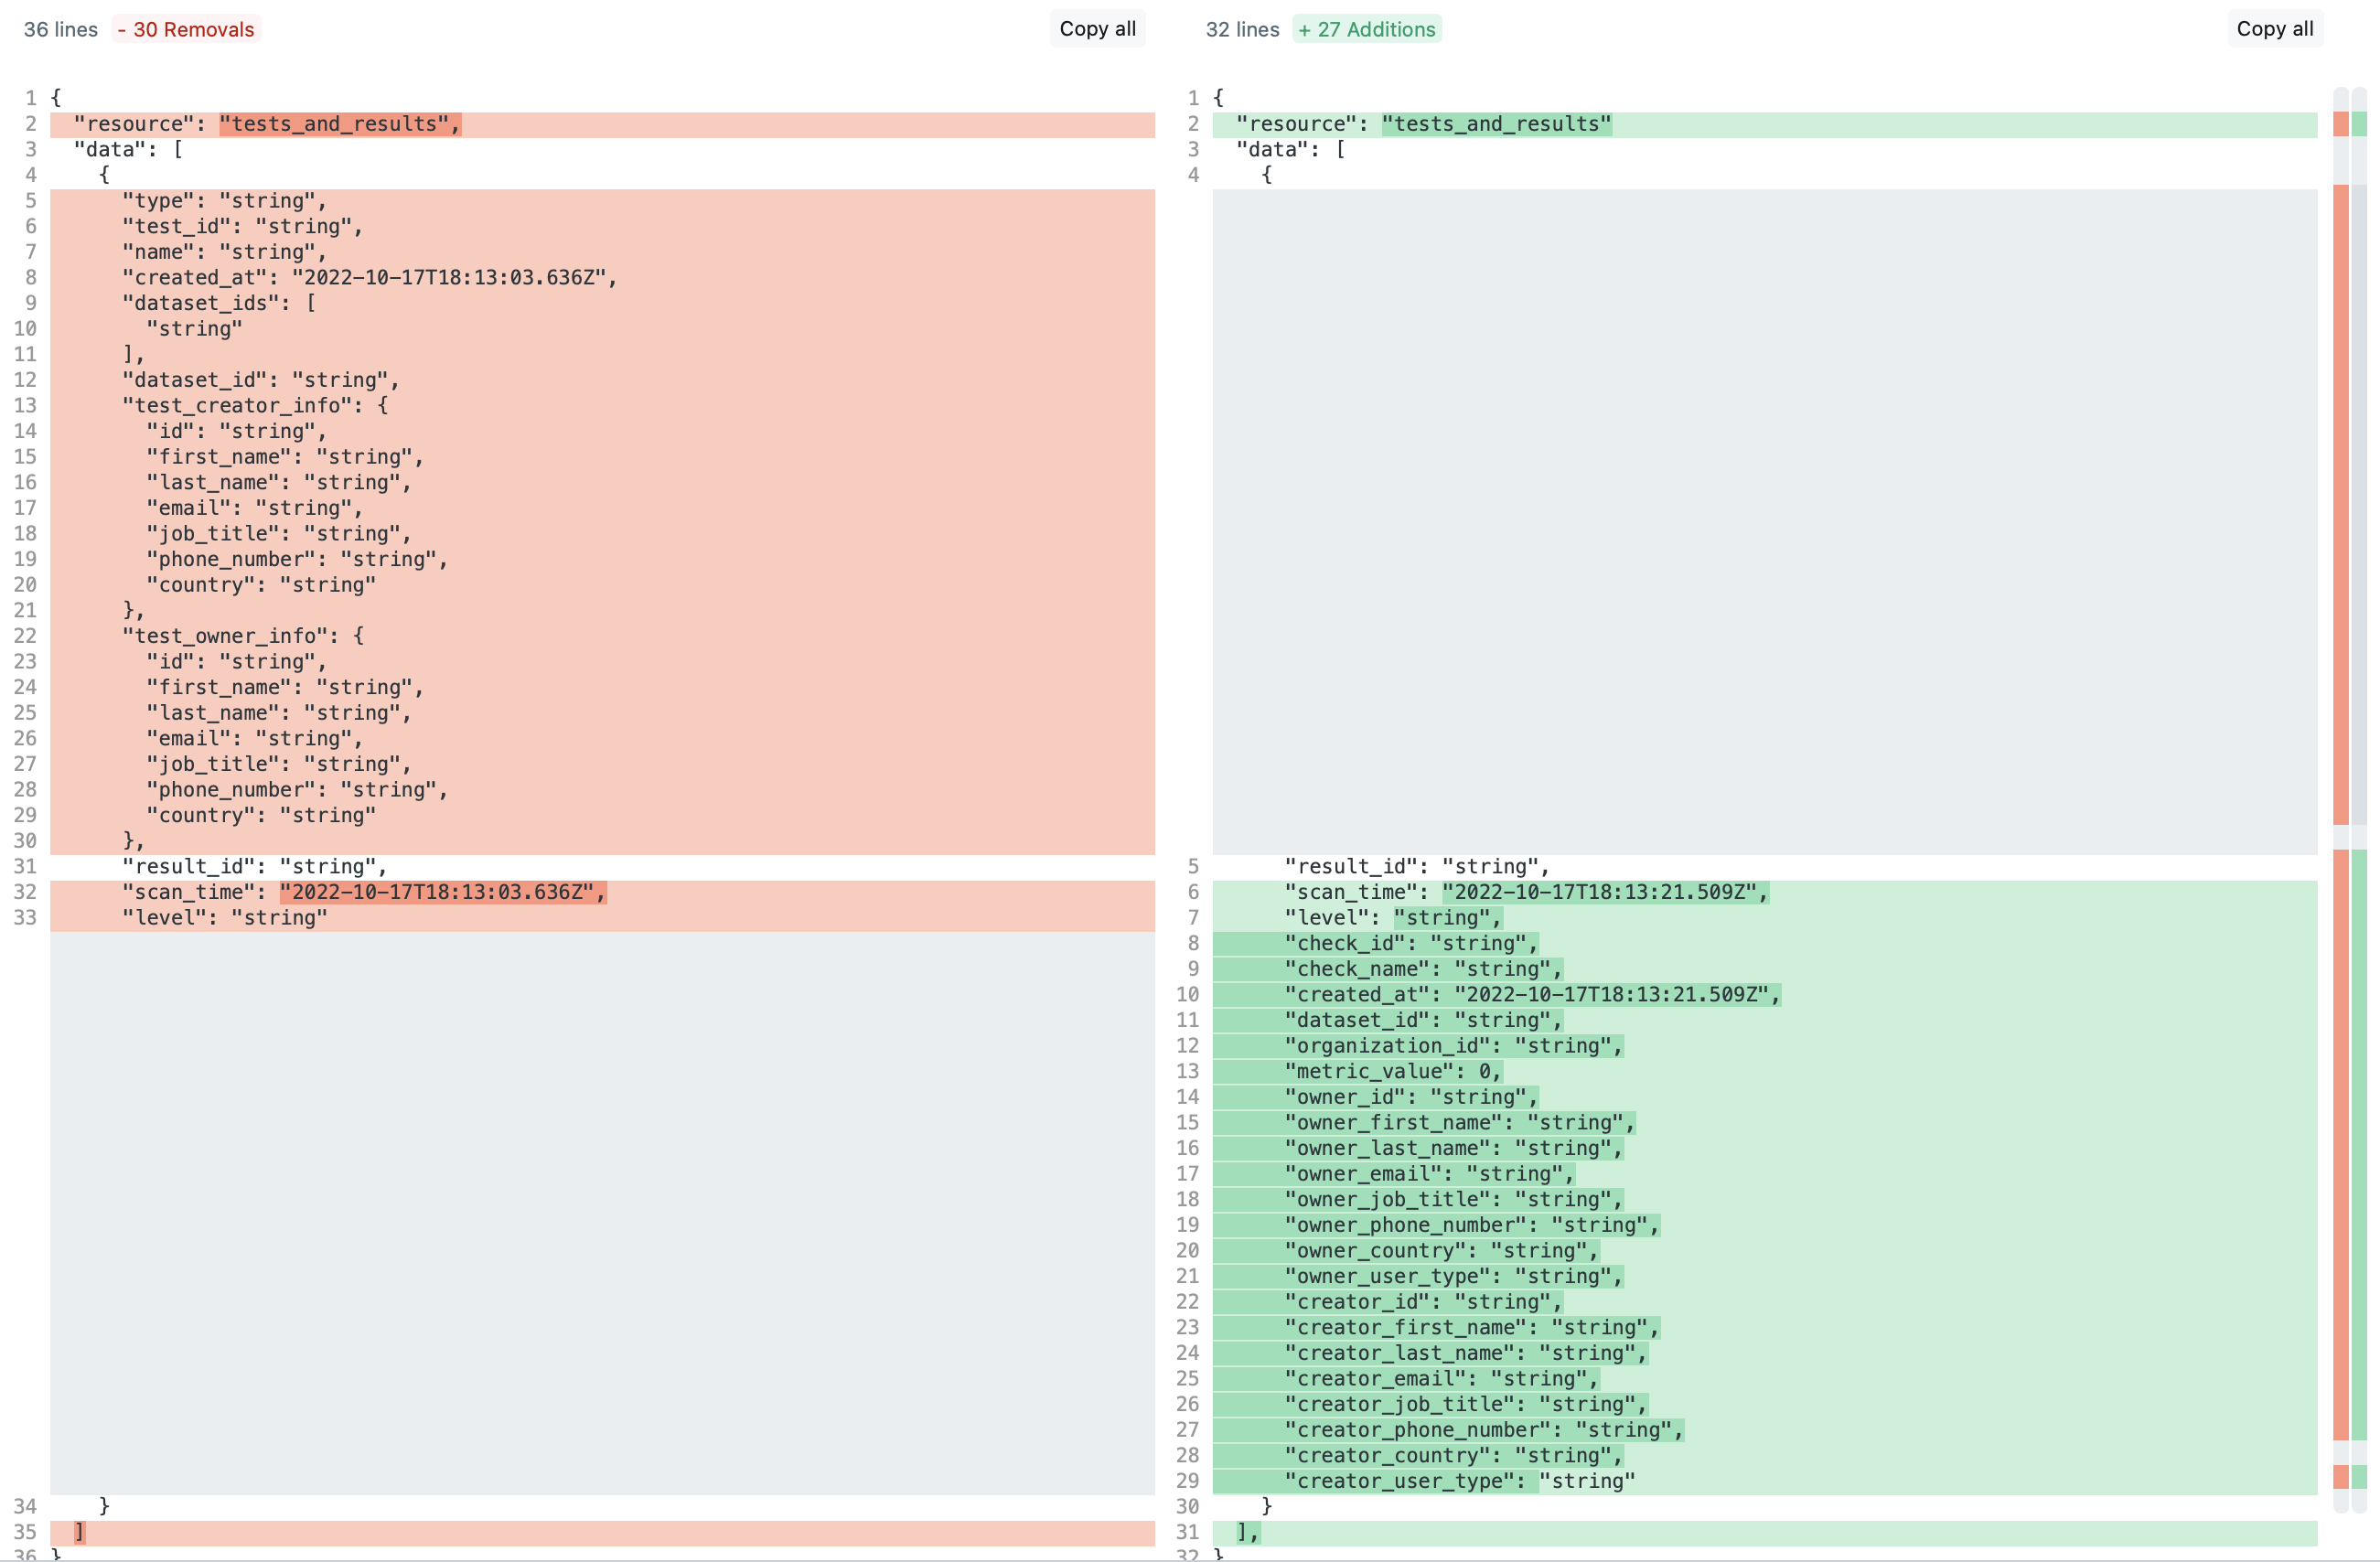 36 lines - 30 Removals Copy all
1 {
2 "resource": "tests_and_results",
3 "data": [
4 {
5 "type": "string",
6 "test_id": "string",
7 "name": "string",
8 "created_at": "2022-10-17T18:13:03.636Z",
9 "dataset_ids": [
10 "string"
11 ],
12 "dataset_id": "string",
13 "test_creator_info": {
14 "id": "string",
15 "first_name": "string",
16 "last_name": "string",
17 "email": "string",
18 "job_title": "string",
19 "phone_number": "string",
20 "country": "string"
21 },
22 "test_owner_info": {
23 "id": "string",
24 "first_name": "string",
25 "last_name": "string",
26 "email": "string",
27 "job_title": "string",
28 "phone_number": "string",
29 "country": "string"
30 },
31 "result_id": "string",
32 "scan_time": "2022-10-17T18:13:03.636Z",
33 "level": "string"
34 }
35 ]
36 }
32 lines + 27 Additions Copy all
1 {
2 "resource": "tests_and_results"
3 "data": [
4 {
5 "result_id": "string",
6 "scan_time": "2022-10-17T18:13:21.509Z",
7 "level": "string",
8 "check_id": "string",
9 "check_name": "string",
10 "created_at": "2022-10-17T18:13:21.509Z",
11 "dataset_id": "string",
12 "organization_id": "string",
13 "metric_value": 0,
14 "owner_id": "string",
15 "owner_first_name": "string",
16 "owner_last_name": "string",
17 "owner_email": "string",
18 "owner_job_title": "string",
19 "owner_phone_number": "string",
20 "owner_country": "string",
21 "owner_user_type": "string",
22 "creator_id": "string",
23 "creator_first_name": "string",
24 "creator_last_name": "string",
25 "creator_email": "string",
26 "creator_job_title": "string",
27 "creator_phone_number": "string",
28 "creator_country": "string",
29 "creator_user_type": "string"
30 }
31 ],
32 }